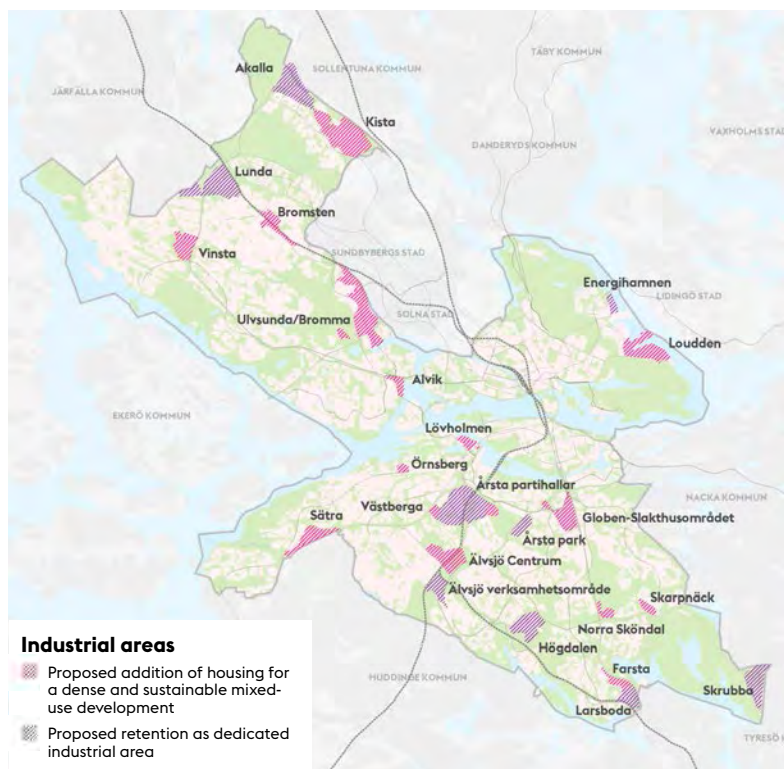 TÄBY KOMMUN
Akalla
SOLLENTUNA KOMMUN
JÄRFÄLLA KOMMUN
Kista
VAXHOLMS STAD
DANDERYDS KOMMUN
Lunda
Bromsten
SUNDBYBERGS STAD
Vinsta
Energihamnen
LIDINGÖ STAD
Ulvsunda/Bromma
SOLNA STAD
Loudden
Alvik
EKERÖ KOMMUN
Lövholmen
Örnsberg
Årsta partihallar
NACKA KOMMUN
Västberga
Sätra
Globen-Slakthusområdet
Årsta park
Älvsjö Centrum
Älvsjö verksamhetsområde
Skarpnäck
Norra Sköndal
Högdalen
HUDDINGE KOMMUN
Farsta
Skrubba
Larsboda
TYRESÖ K
Industrial areas
Proposed addition of housing for
a dense and sustainable mixed-
use development
Proposed retention as dedicated
industrial area